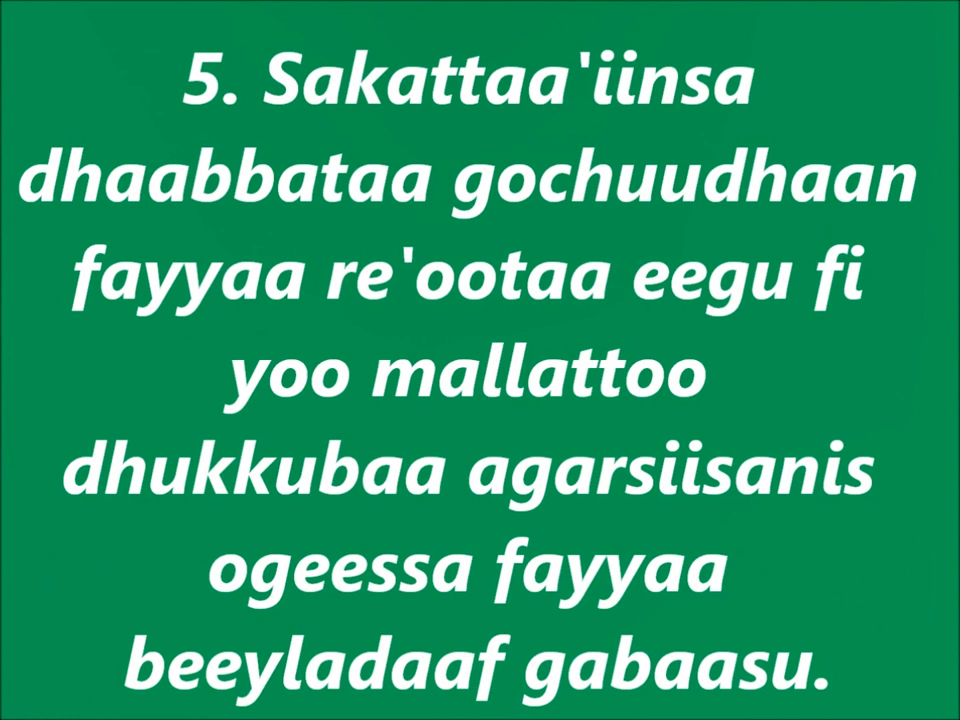 5. Sakattaa'iinsa
dhaabbataa gochuudhaan
fayyaa re'ootaa eegu fi
yoo mallattoo
dhukkubaa agarsiisanis
ogeessa fayyaa
beeyladaaf gabaasu.